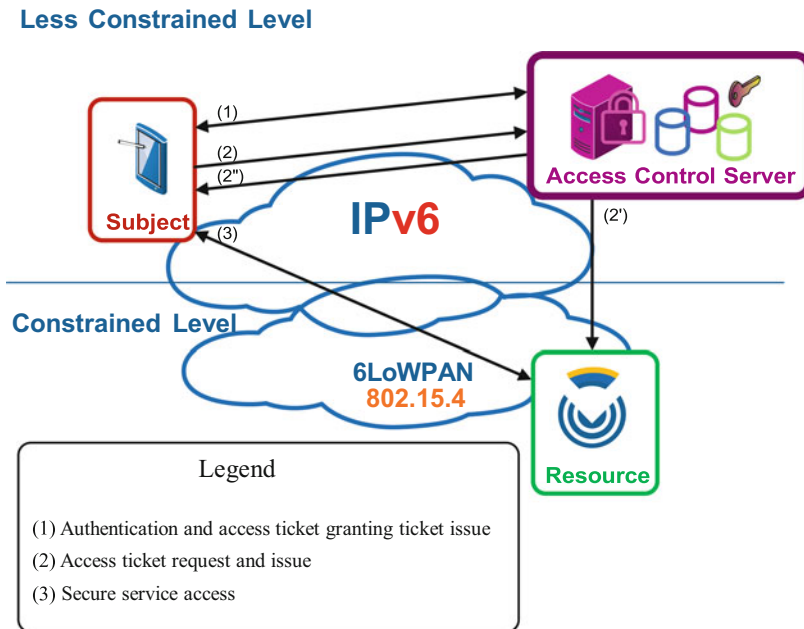 Less Constrained Level
(1)
(2)
(2")
Access Control Server
Subject
IPv6
(2')
(3)
Constrained Level
6LoWPAN
802.15.4
Resource
Legend
(1) Authentication and access ticket granting ticket issue
(2) Access ticket request and issue
(3) Secure service access